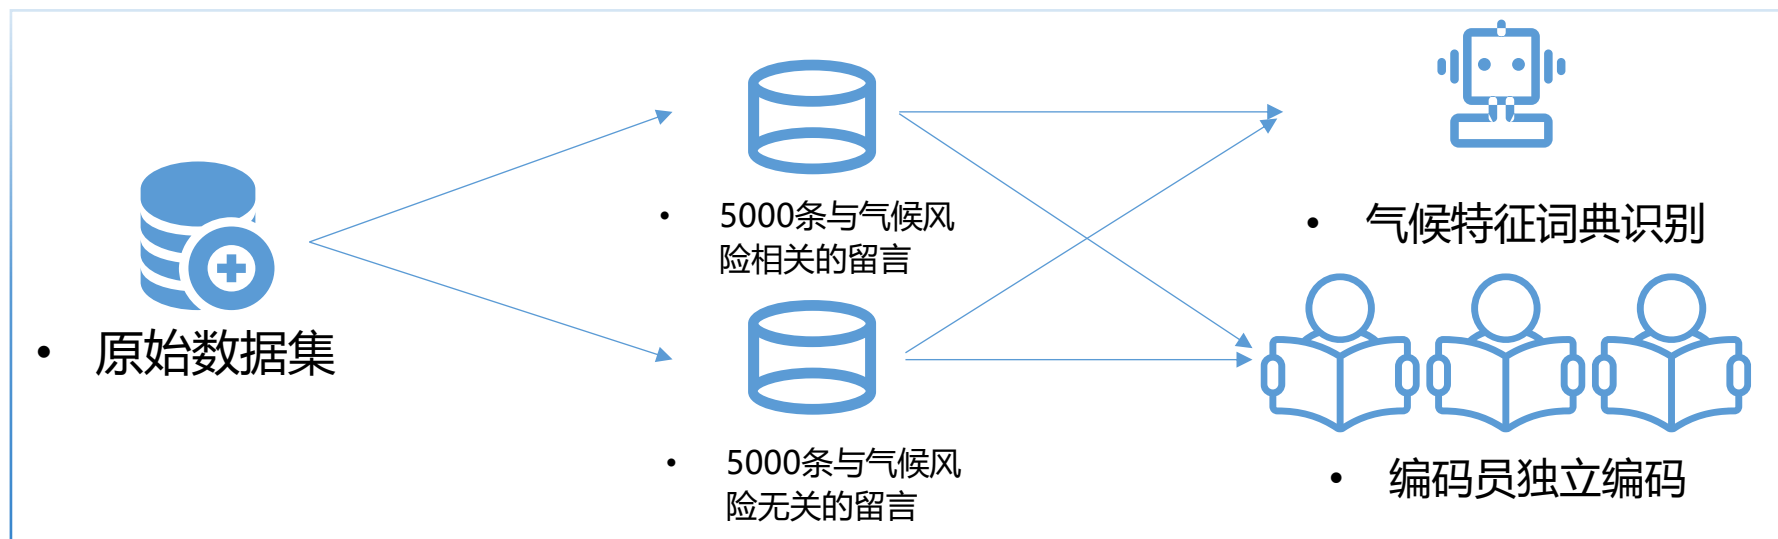 • 原始数据集
• 5000条与气候风
险相关的留言
• 5000条与气候风
险无关的留言
• 气候特征词典识别
• 编码员独立编码